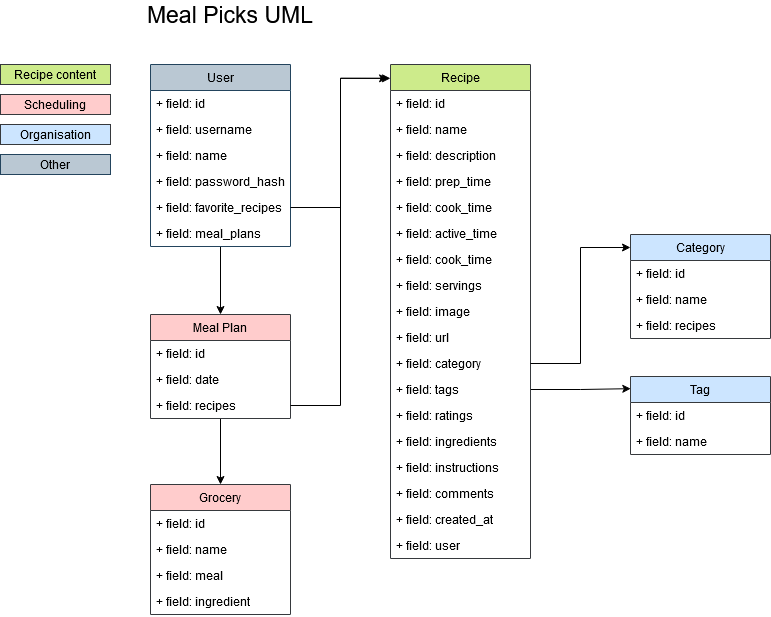 Meal Picks UML
Recipe content
Scheduling
Organisation
Other
User
+ field: id
+ field: username
+ field: name
+ field: password_hash
+ field: favorite_recipes
+ field: meal_plans
Meal Plan
+ field: id
+ field: date
+ field: recipes
Grocery
+ field: id
+ field: name
+ field: meal
+ field: ingredient
Recipe
+ field: id
+ field: name
+ field: description
+ field: prep_time
+ field: cook_time
+ field: active_time
+ field: cook_time
+ field: servings
+ field: image
+ field: url
+ field: category
+ field: tags
+ field: ratings
+ field: ingredients
+ field: instructions
+ field: comments
+ field: created_at
+ field: user
Category
+ field: id
+ field: name
+ field: recipes
Tag
+ field: id
+ field: name